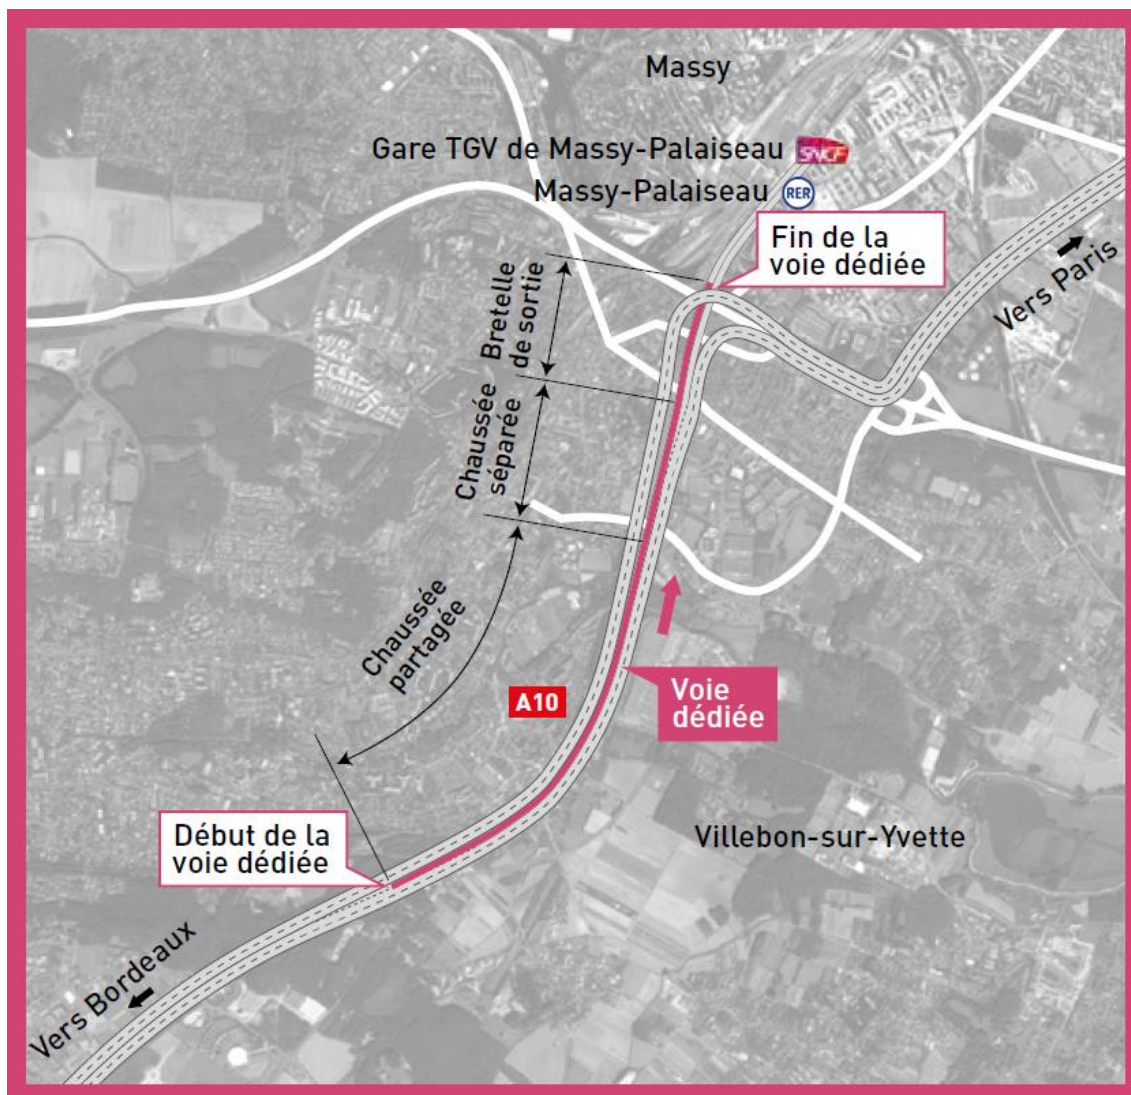 Massy
Gare TGV de Massy-Palaiseau SNCF
Massy-Palaiseau RER
Fin de la
voie dédiée
Vers Paris
Bretelle
de sortie
Chaussée
séparée
Chaussée
partagée
A10
Voie
dédiée
Début de la
voie dédiée
Villebon-sur-Yvette
Vers Bordeaux